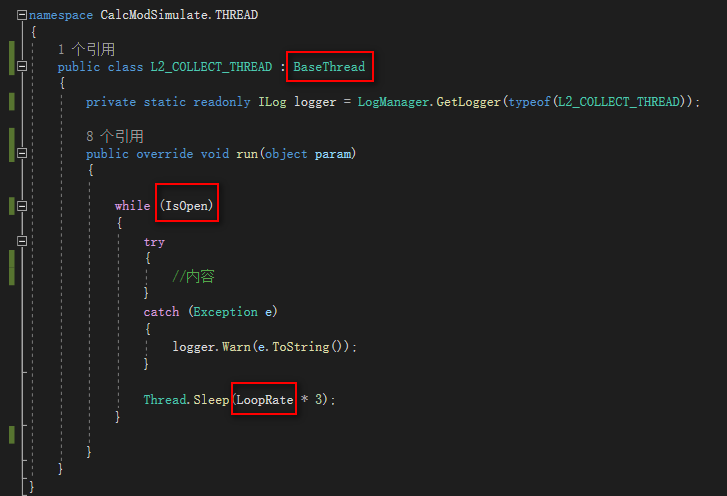 namespace CalcModSimulate.THREAD
{
1 个引用
public class L2_COLLECT_THREAD : BaseThread
{
private static readonly ILog logger = LogManager.GetLogger(typeof(L2_COLLECT_THREAD));
8 个引用
public override void run(object param)
{
while (IsOpen)
{
try
{
//内容
}
catch (Exception e)
{
logger.Warn(e.ToString());
}
Thread.Sleep(LoopRate * 3);
}
}
}
}